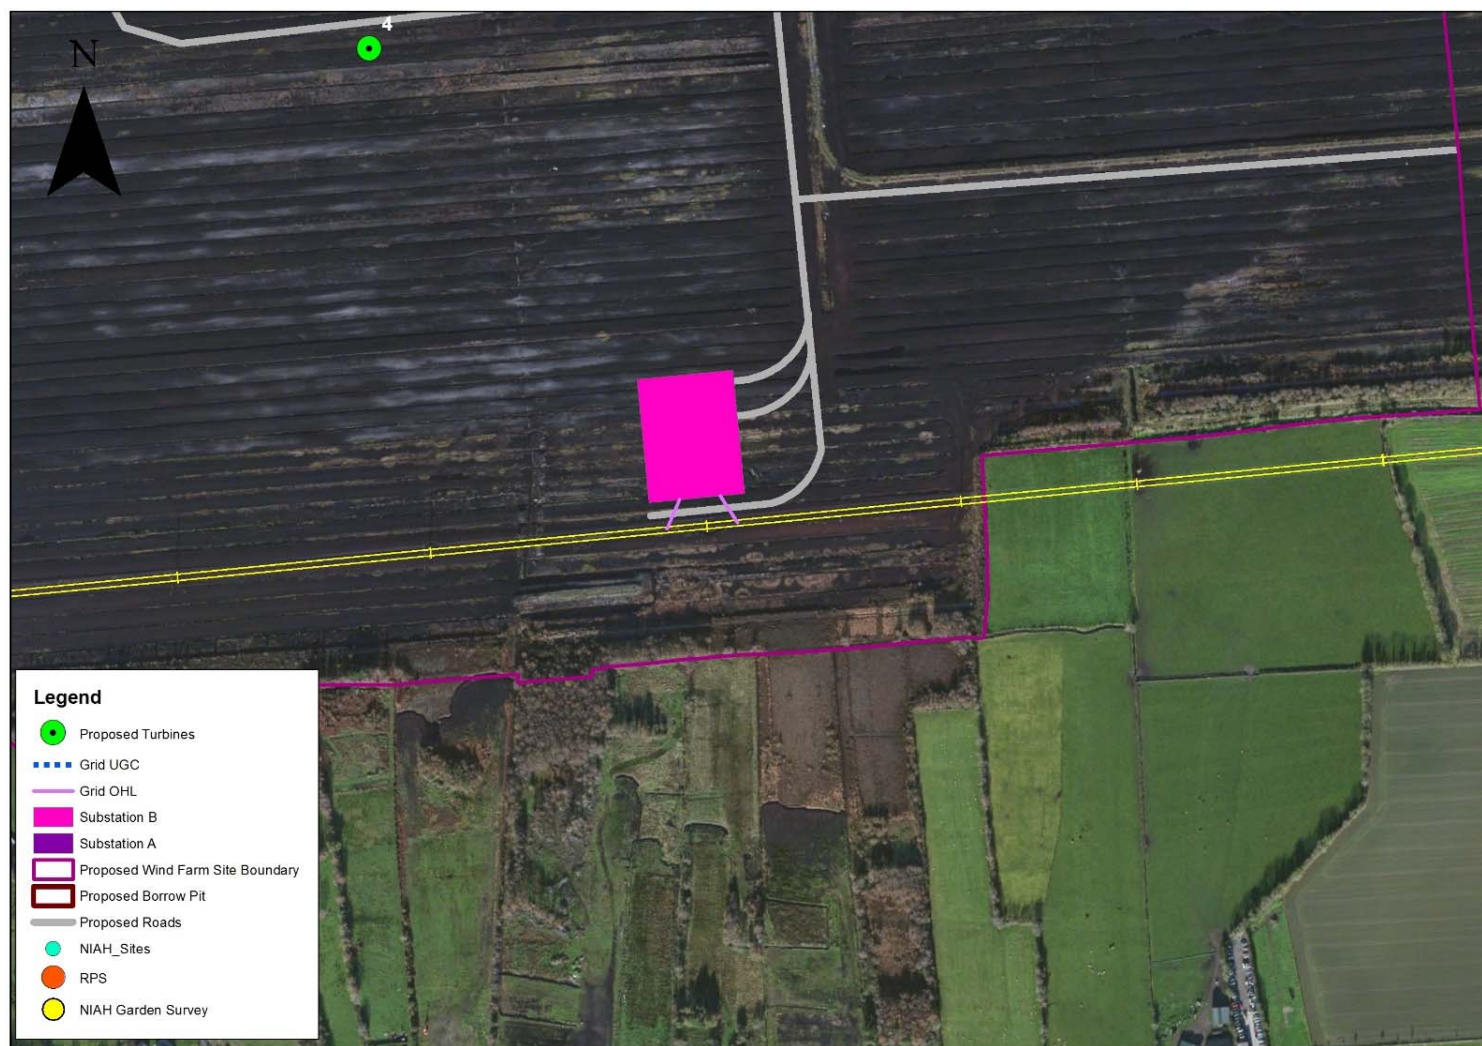 4
N
Legend
Proposed Turbines
Grid UGC
Grid OHL
Substation B
Substation A
Proposed Wind Farm Site Boundary
Proposed Borrow Pit
Proposed Roads
NIAH_Sites
RPS
NIAH Garden Survey